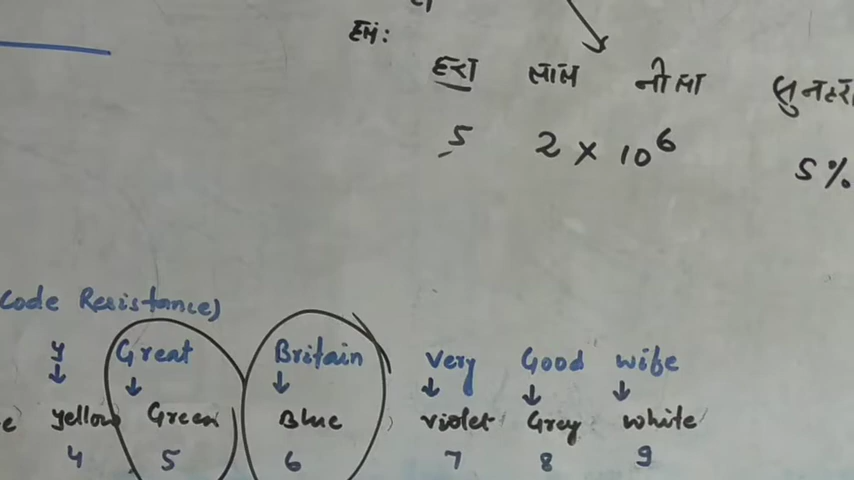 हल:
हरा लाल नीला सुनहरा
5 2 × 10⁶ 5%
Code Resistance)
y Great Britain Very Good wife
↓ ↓ ↓ ↓ ↓ ↓
yellow Green Blue violet Grey white
4 5 6 7 8 9